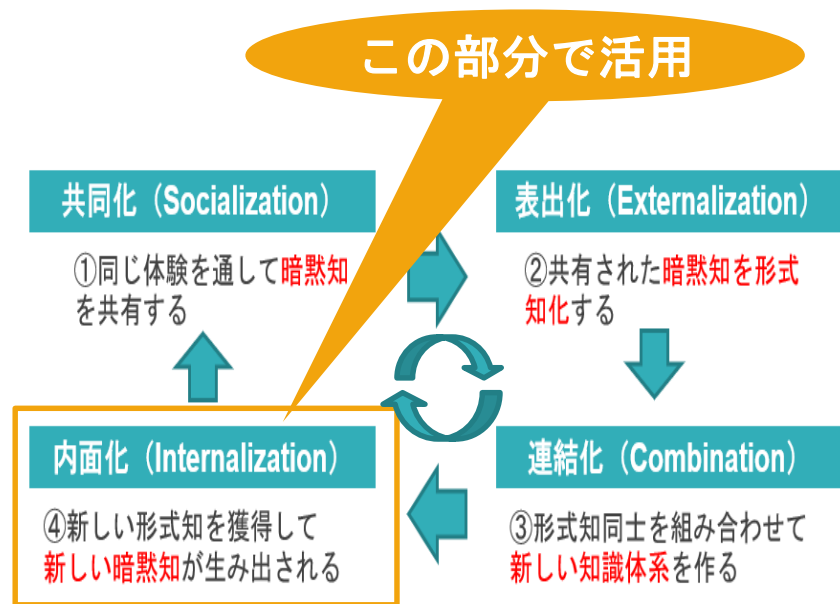 この部分で活用
共同化（Socialization）
①同じ体験を通して暗黙知
を共有する
表出化（Externalization）
②共有された暗黙知を形式
知化する
内面化（Internalization）
④新しい形式知を獲得して
新しい暗黙知が生み出される
連結化（Combination）
③形式知同士を組み合わせて
新しい知識体系を作る